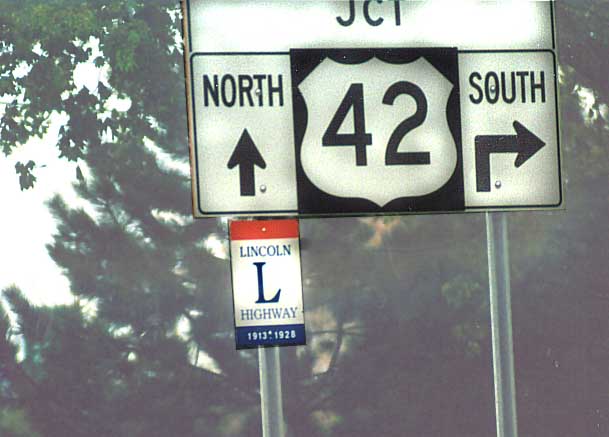 JCT
NORTH 42 SOUTH
LINCOLN
L
HIGHWAY
1913-1928